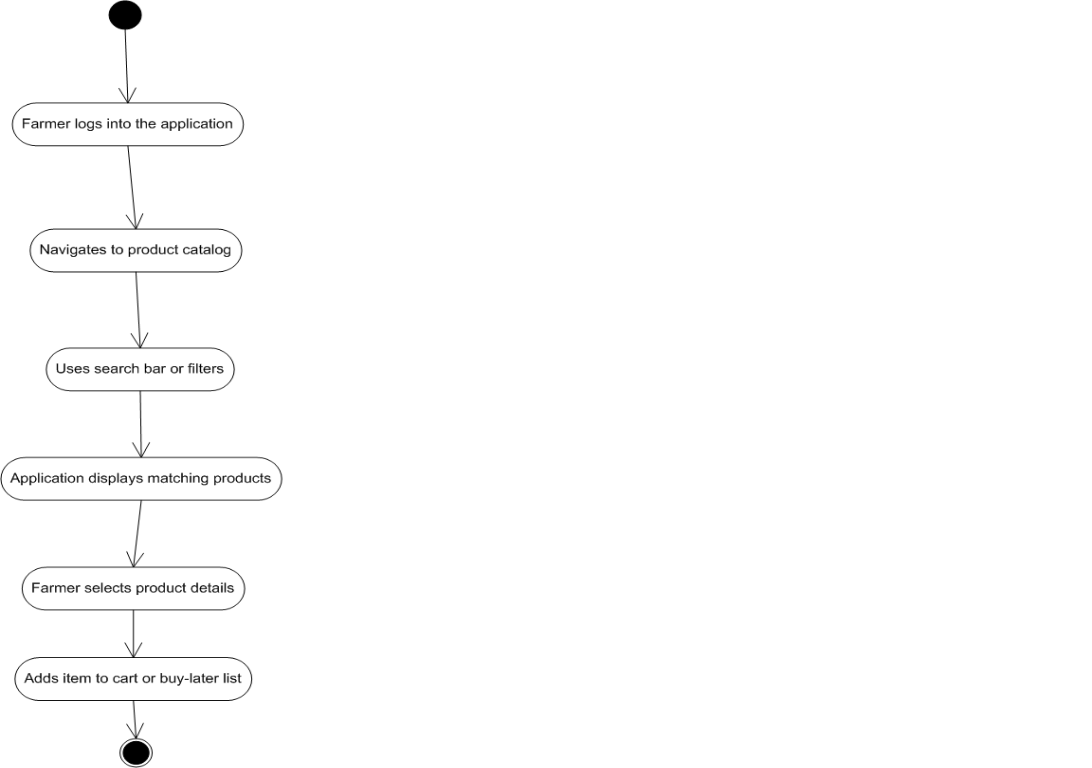 Farmer logs into the application
Navigates to product catalog
Uses search bar or filters
Application displays matching products
Farmer selects product details
Adds item to cart or buy-later list